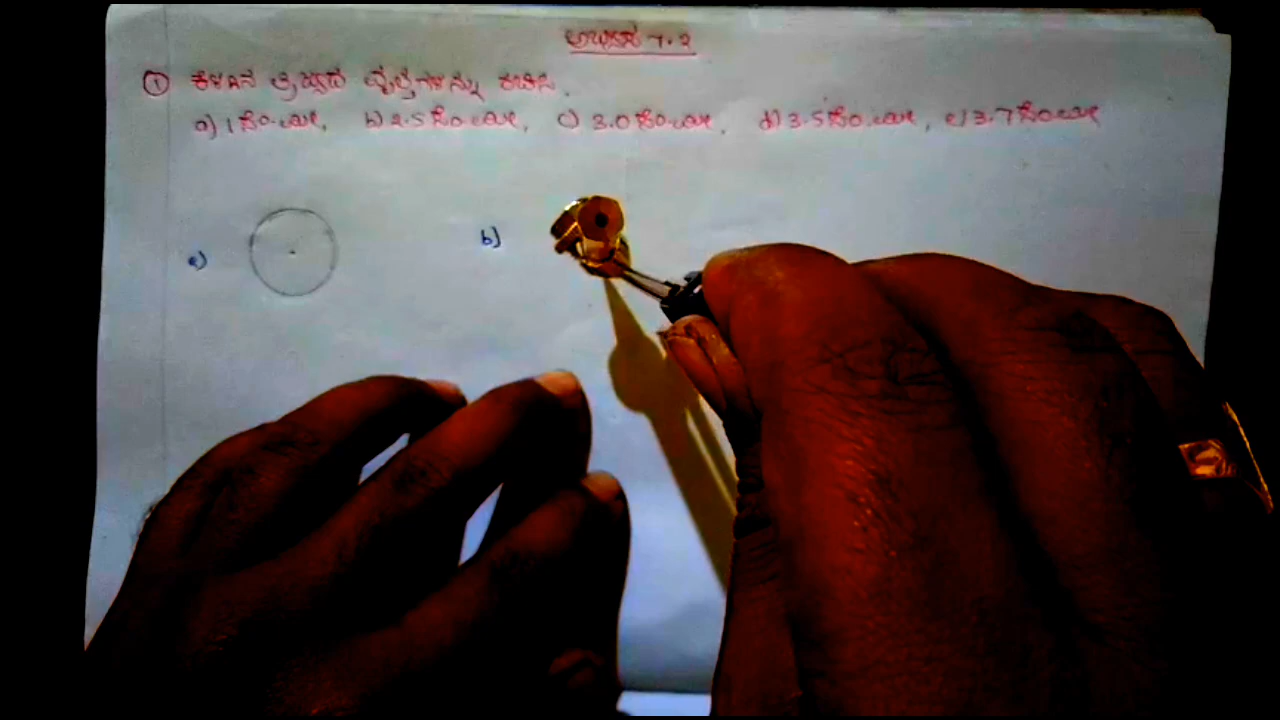 ಅಭ್ಯಾಸ 7.2
① ಕೆಳಗಿನ ತ್ರಿಜ್ಯದ ವೃತ್ತಗಳನ್ನು ರಚಿಸಿ.
a) 1 ಸೆಂ.ಮೀ, b) 2.5 ಸೆಂ.ಮೀ, c) 3.0 ಸೆಂ.ಮೀ, d) 3.5 ಸೆಂ.ಮೀ, e) 3.7 ಸೆಂ.ಮೀ
a) b)